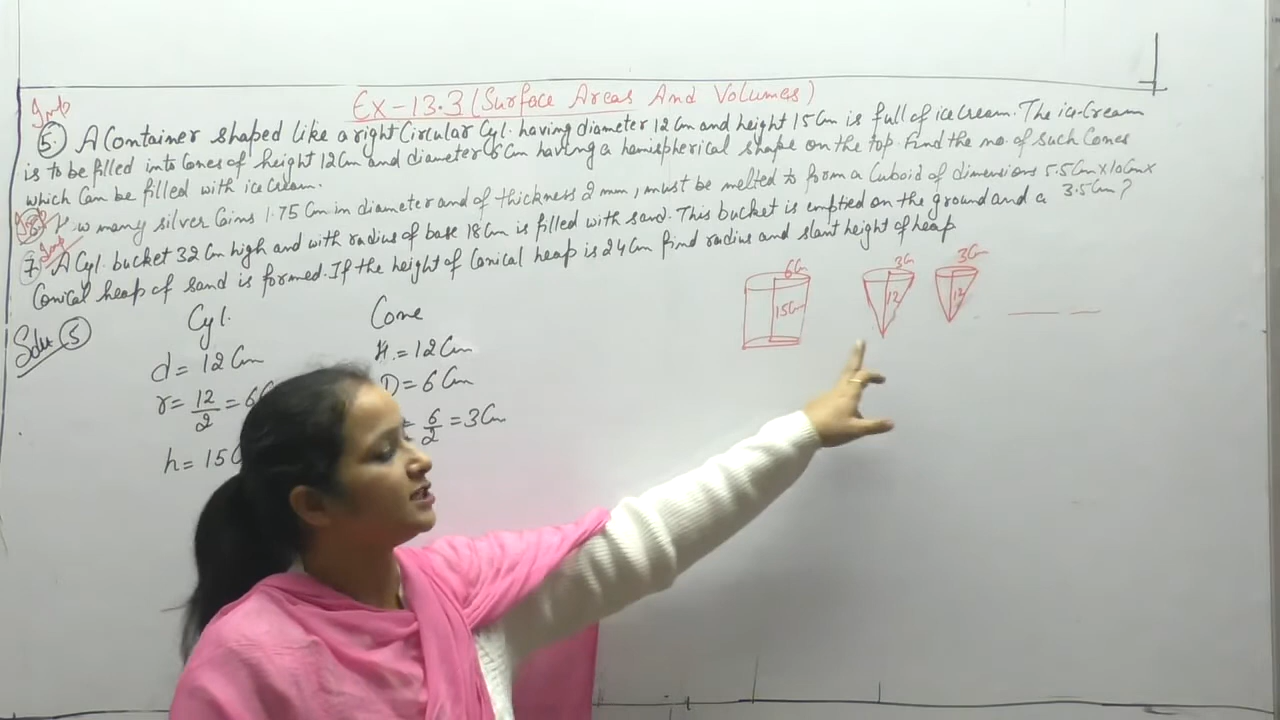 Ex-13.3 (Surface Areas And Volumes)
Imp
5. A Container shaped like a right Circular Cyl. having diameter 12 Cm and height 15 Cm is full of ice cream. The ice-Cream
is to be filled into Cones of height 12 Cm and diameter 6 Cm having a hemispherical shape on the top. Find the no. of such Cones
which Can be filled with ice Cream.
many silver Coins 1.75 Cm in diameter and of thickness 2 mm, must be melted to form a Cuboid of dimensions 5.5 Cm x 10 Cm x
3.5 Cm?
Imp
7. A Cyl. bucket 32 Cm high and with radius of base 18 Cm is filled with sand. This bucket is emptied on the ground and a
Conical heap of sand is formed. If the height of Conical heap is 24 Cm find radius and slant height of heap
Solu 5
Cyl.
d = 12 Cm
r = 12/2 = 6
h = 15
Cone
H = 12 Cm
D = 6 Cm
= 6/2 = 3 Cm
6 Cm
15 Cm
3 Cm
12
3 Cm
12